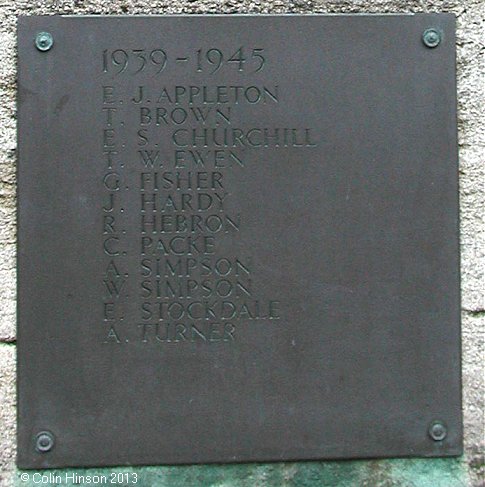 1939-1945
E. J. APPLETON
T. BROWN
E. S. CHURCHILL
T. W. EWEN
G. FISHER
J. HARDY
R. HEBRON
C. PACKE
A. SIMPSON
W. SIMPSON
E. STOCKDALE
A. TURNER
© Colin Hinson 2013